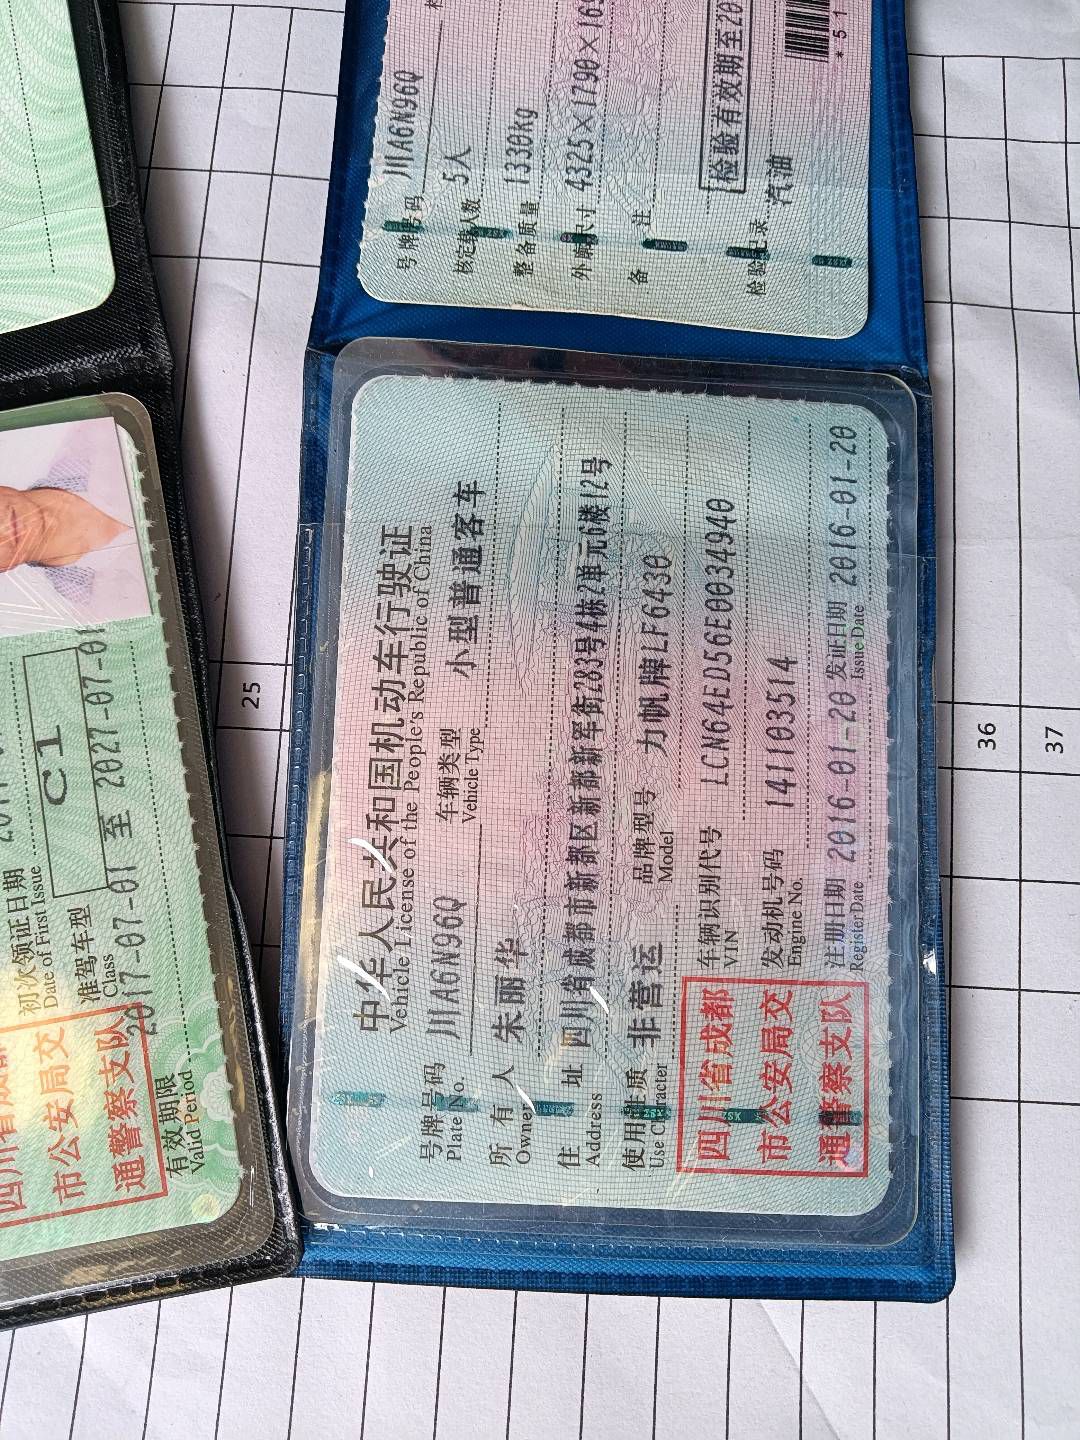 中华人民共和国机动车行驶证
Vehicle License of the People's Republic of China
号牌号码 川A6N96Q 车辆类型 小型普通客车
Plate No. Vehicle Type
所有人 朱丽华
Owner
住址 四川省成都市新都区新都新军街283号4栋2单元6楼12号
Address
使用性质 非营运 品牌型号 力帆牌LF6430
Use Character Model
四川省成都
市公安局交
通警察支队
车辆识别代号 LCN64ED56E0034940
VIN
发动机号码 141103514
Engine No.
注册日期 2016-01-20 发证日期 2016-01-20
Register Date Issue Date
号牌号码 川A6N96Q
核定载人数 5人
整备质量 1330kg
外廓尺寸 4325×1790×165
备注
检验有效期至20
检验记录 汽油
*51
初次领证日期
Date of First Issue
准驾车型 C1
Class
2017-07-01 至 2027-07-01
有效期限
Valid Period
四川省成都
市公安局交
通警察支队
25
36
37